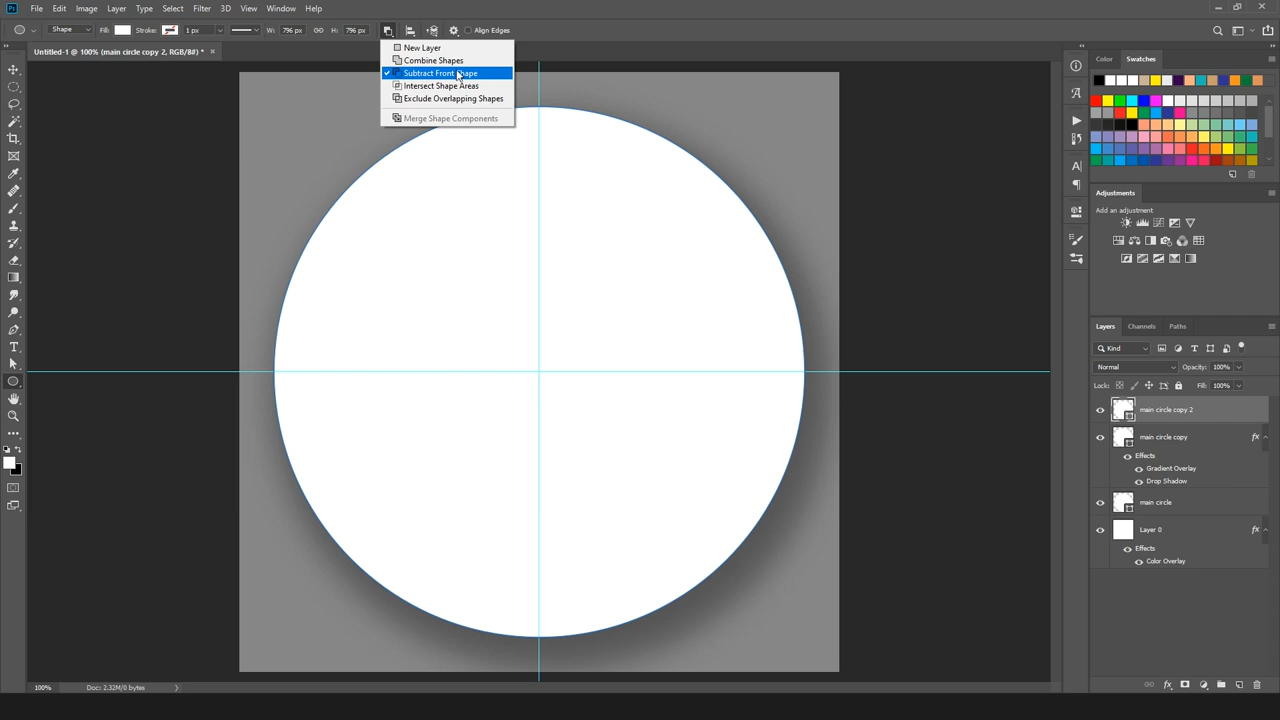 Ps File Edit Image Layer Type Select Filter 3D View Window Help
Shape Fill: Stroke: 1 px W: 796 px H: 796 px Align Edges
Untitled-1 @ 100% (main circle copy 2, RGB/8#) * ×
New Layer
Combine Shapes
Subtract Front Shape
Intersect Shape Areas
Exclude Overlapping Shapes
Merge Shape Components
Color Swatches
Adjustments
Add an adjustment
Layers Channels Paths
Kind
Normal Opacity: 100%
Lock: Fill: 100%
main circle copy 2
main circle copy fx
Effects
Gradient Overlay
Drop Shadow
main circle
Layer 0 fx
Effects
Color Overlay
100% Doc: 2.32M/0 bytes